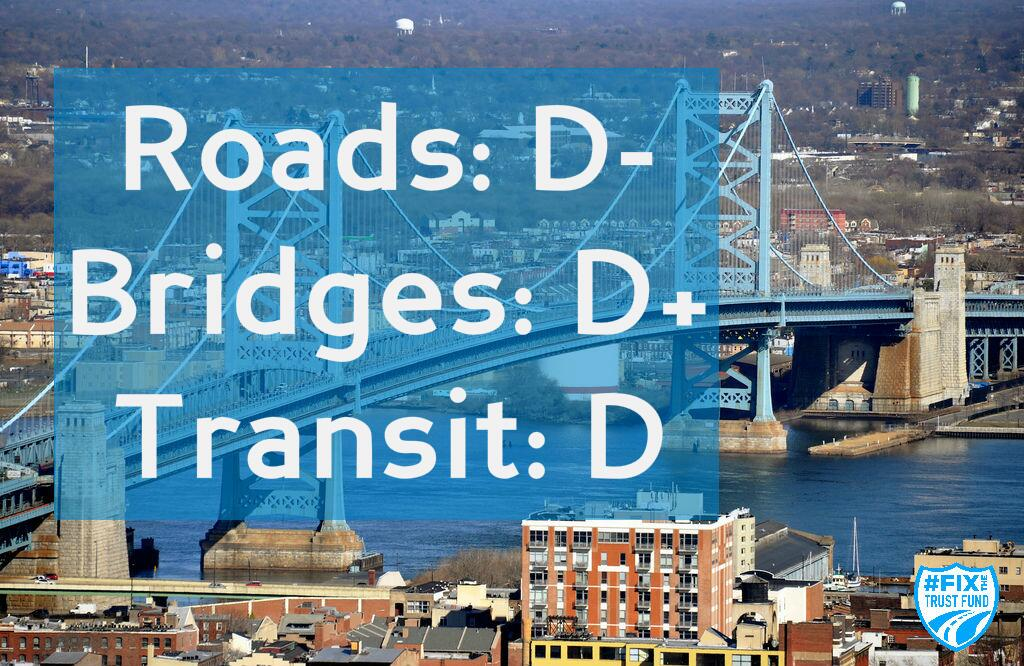 Roads: D-
Bridges: D+
Transit: D
#FIX THE
TRUST FUND